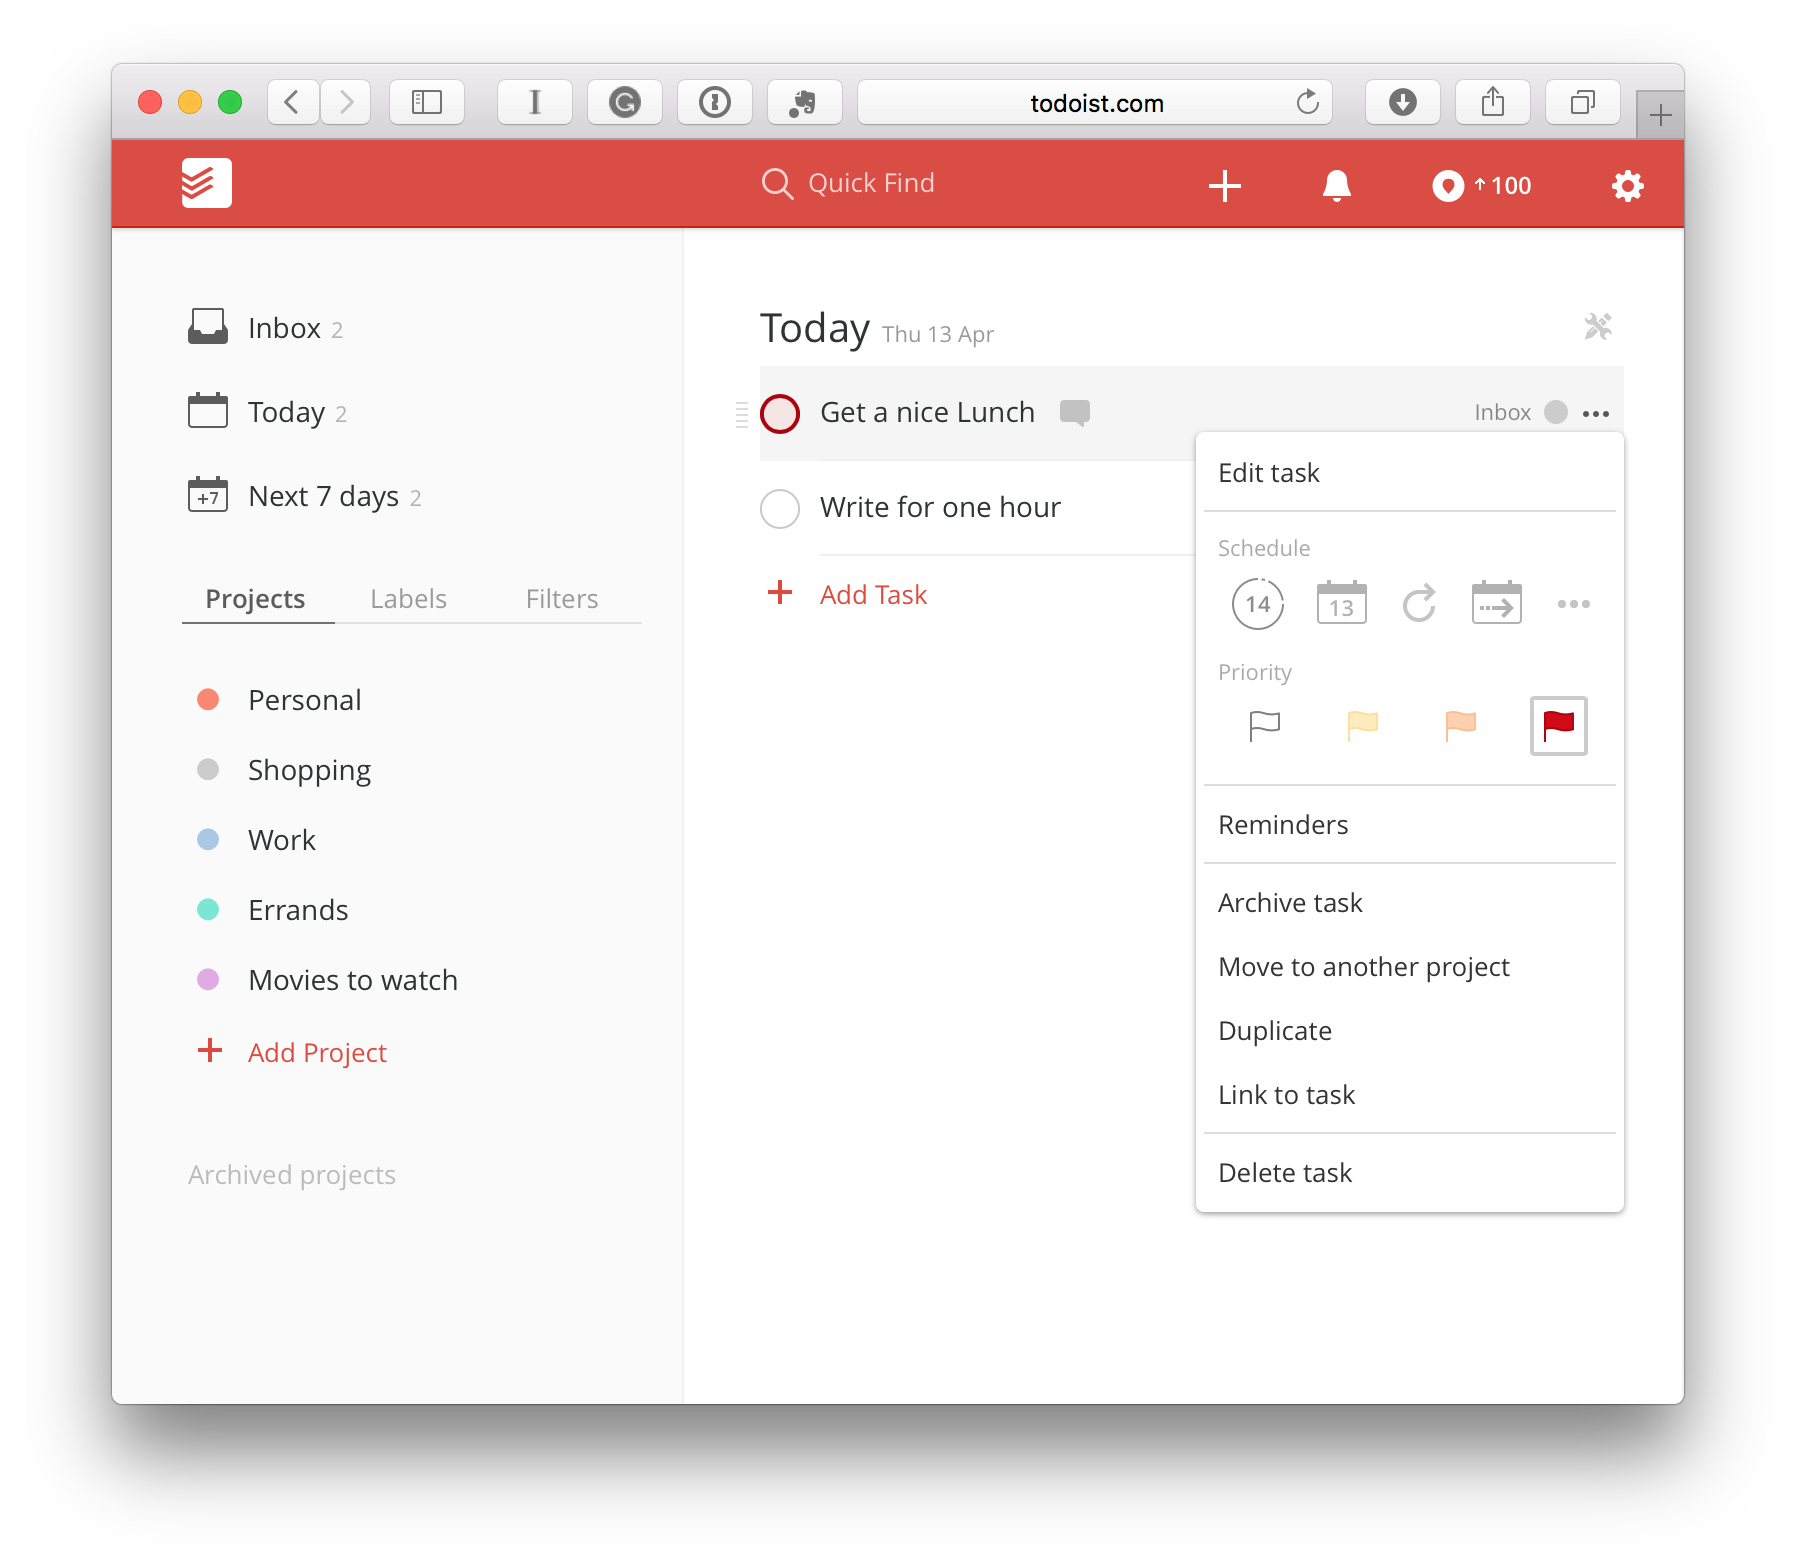 todoist.com
Quick Find
100
Inbox 2
Today 2
+7 Next 7 days 2
Projects Labels Filters
Personal
Shopping
Work
Errands
Movies to watch
Add Project
Archived projects
Today Thu 13 Apr
Get a nice Lunch Inbox
Write for one hour
Add Task
Edit task
Schedule
14 13
Priority
Reminders
Archive task
Move to another project
Duplicate
Link to task
Delete task